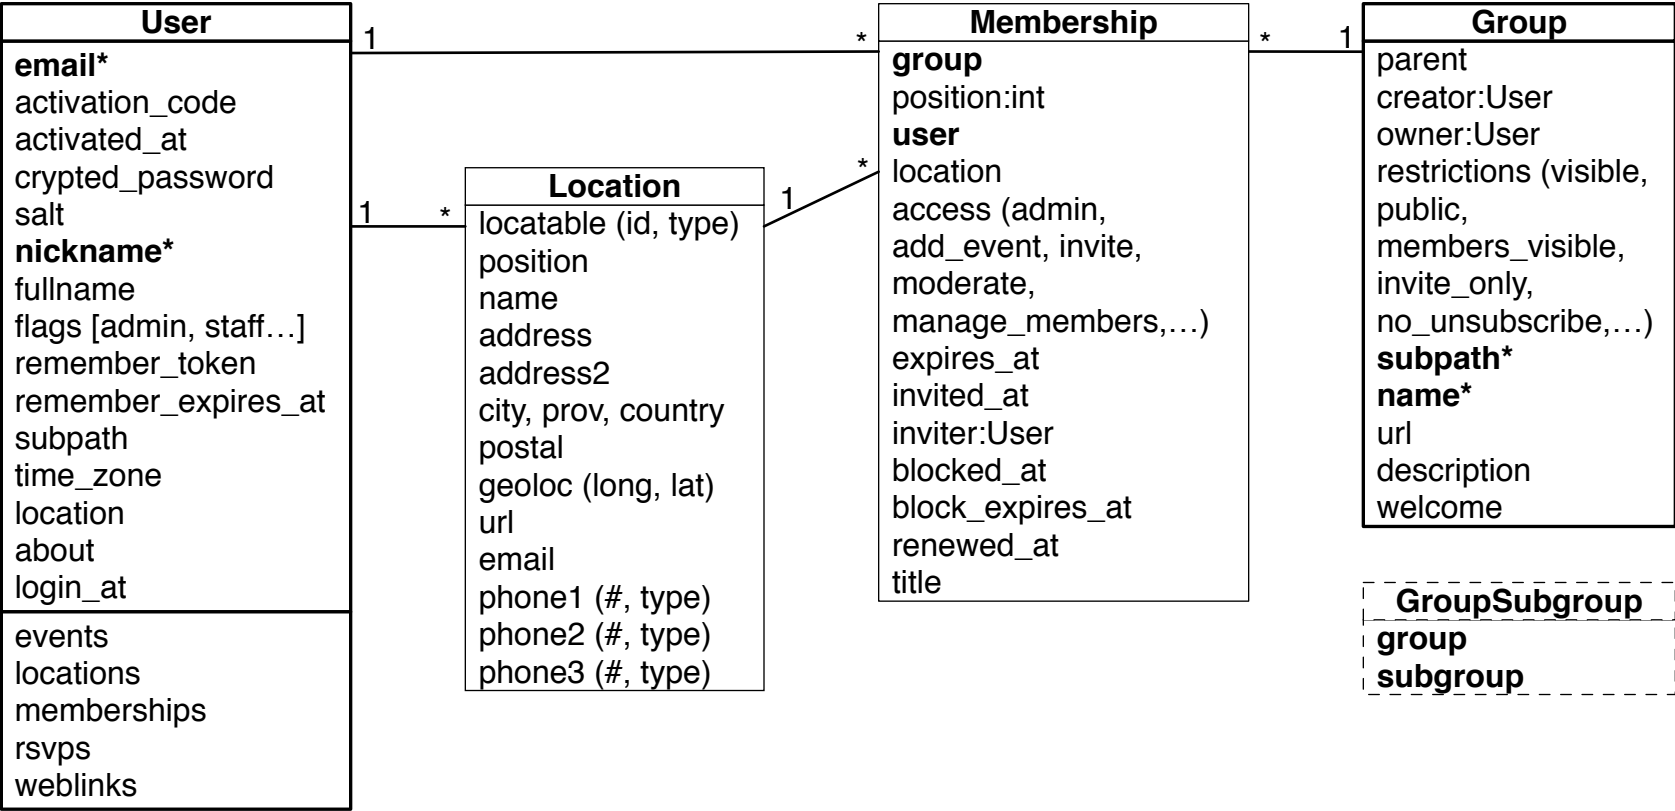 User
email*
activation_code
activated_at
crypted_password
salt
nickname*
fullname
flags [admin, staff…]
remember_token
remember_expires_at
subpath
time_zone
location
about
login_at
events
locations
memberships
rsvps
weblinks
1
*
1
*
Location
locatable (id, type)
position
name
address
address2
city, prov, country
postal
geoloc (long, lat)
url
email
phone1 (#, type)
phone2 (#, type)
phone3 (#, type)
1
*
Membership
group
position:int
user
location
access (admin,
add_event, invite,
moderate,
manage_members,…)
expires_at
invited_at
inviter:User
blocked_at
block_expires_at
renewed_at
title
*
1
Group
parent
creator:User
owner:User
restrictions (visible,
public,
members_visible,
invite_only,
no_unsubscribe,…)
subpath*
name*
url
description
welcome
GroupSubgroup
group
subgroup